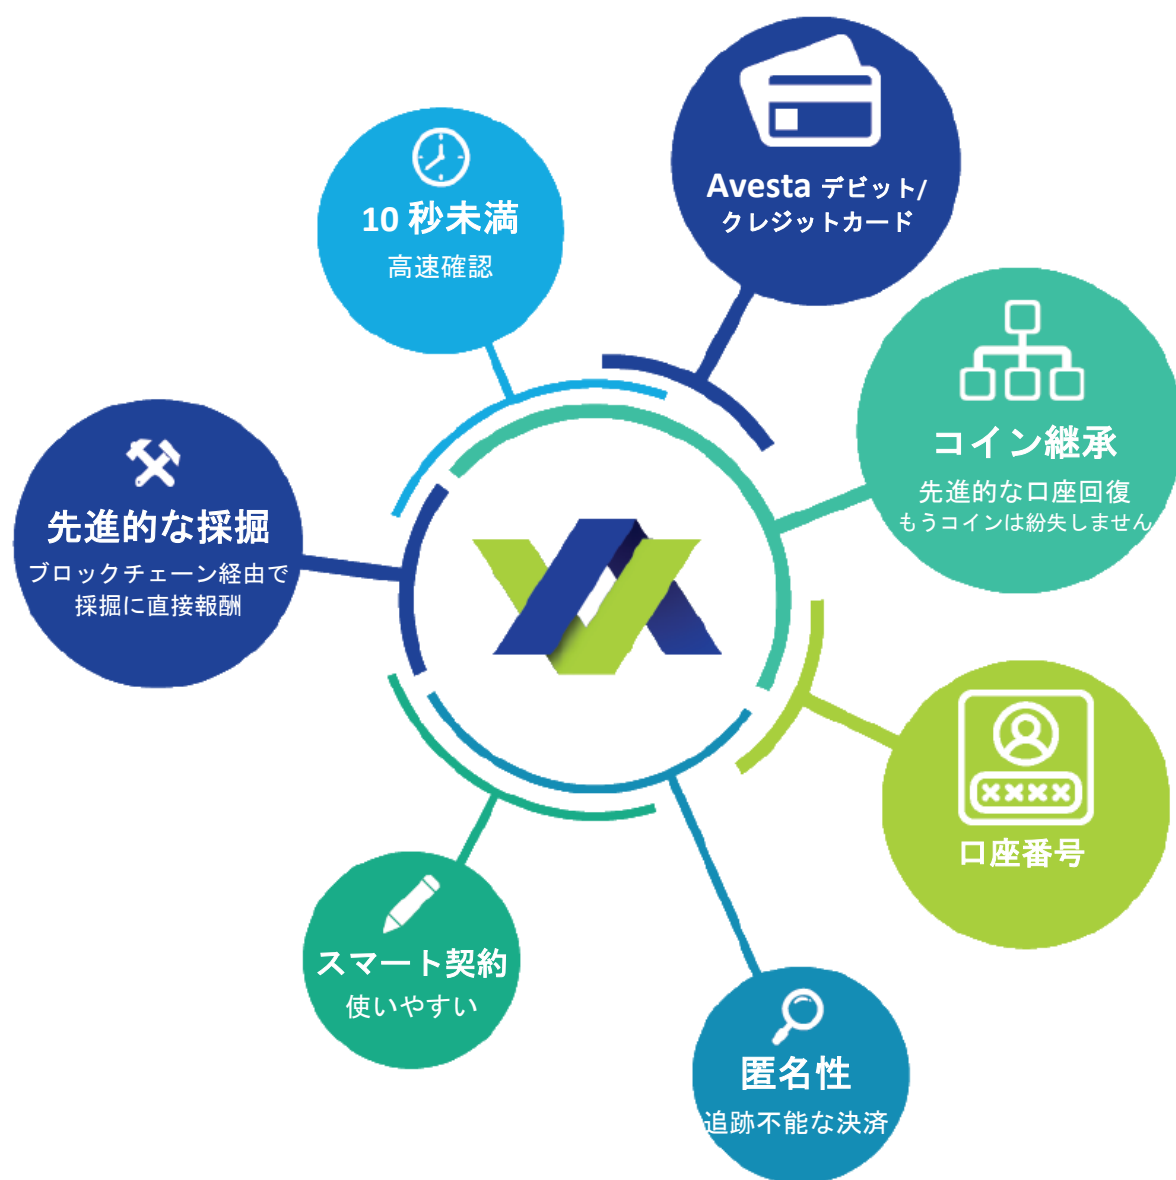 Avesta デビット/
クレジットカード
10 秒未満
高速確認
コイン継承
先進的な口座回復
もうコインは紛失しません
先進的な採掘
ブロックチェーン経由で
採掘に直接報酬
口座番号
スマート契約
使いやすい
匿名性
追跡不能な決済